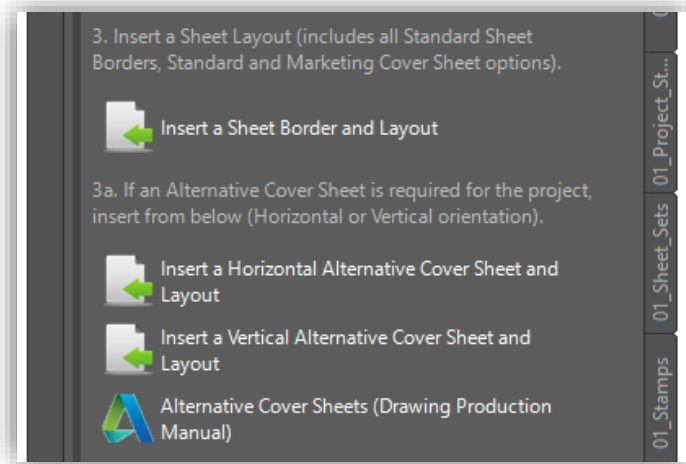 3. Insert a Sheet Layout (includes all Standard Sheet
Borders, Standard and Marketing Cover Sheet options).
Insert a Sheet Border and Layout
3a. If an Alternative Cover Sheet is required for the project,
insert from below (Horizontal or Vertical orientation).
Insert a Horizontal Alternative Cover Sheet and
Layout
Insert a Vertical Alternative Cover Sheet and
Layout
Alternative Cover Sheets (Drawing Production
Manual)
01_Project_St...
01_Sheet_Sets
01_Stamps